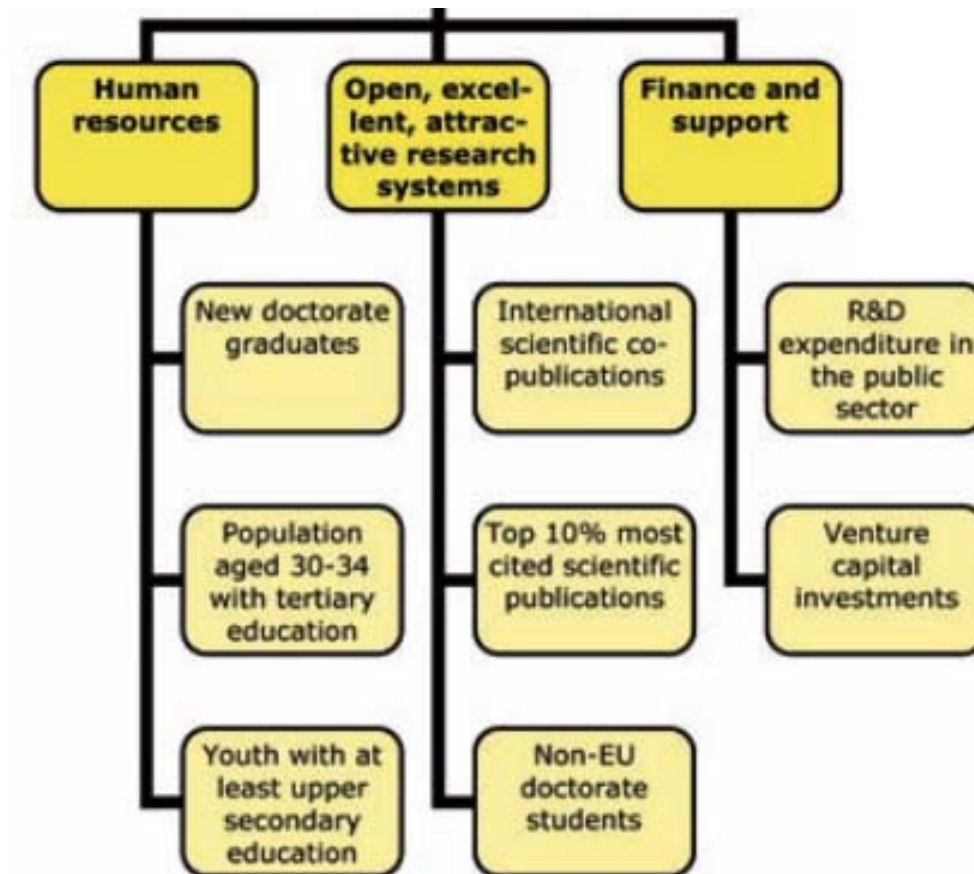 Human
resources
Open, excel-
lent, attrac-
tive research
systems
Finance and
support
New doctorate
graduates
International
scientific co-
publications
R&D
expenditure in
the public
sector
Population
aged 30-34
with tertiary
education
Top 10% most
cited scientific
publications
Venture
capital
investments
Youth with at
least upper
secondary
education
Non-EU
doctorate
students